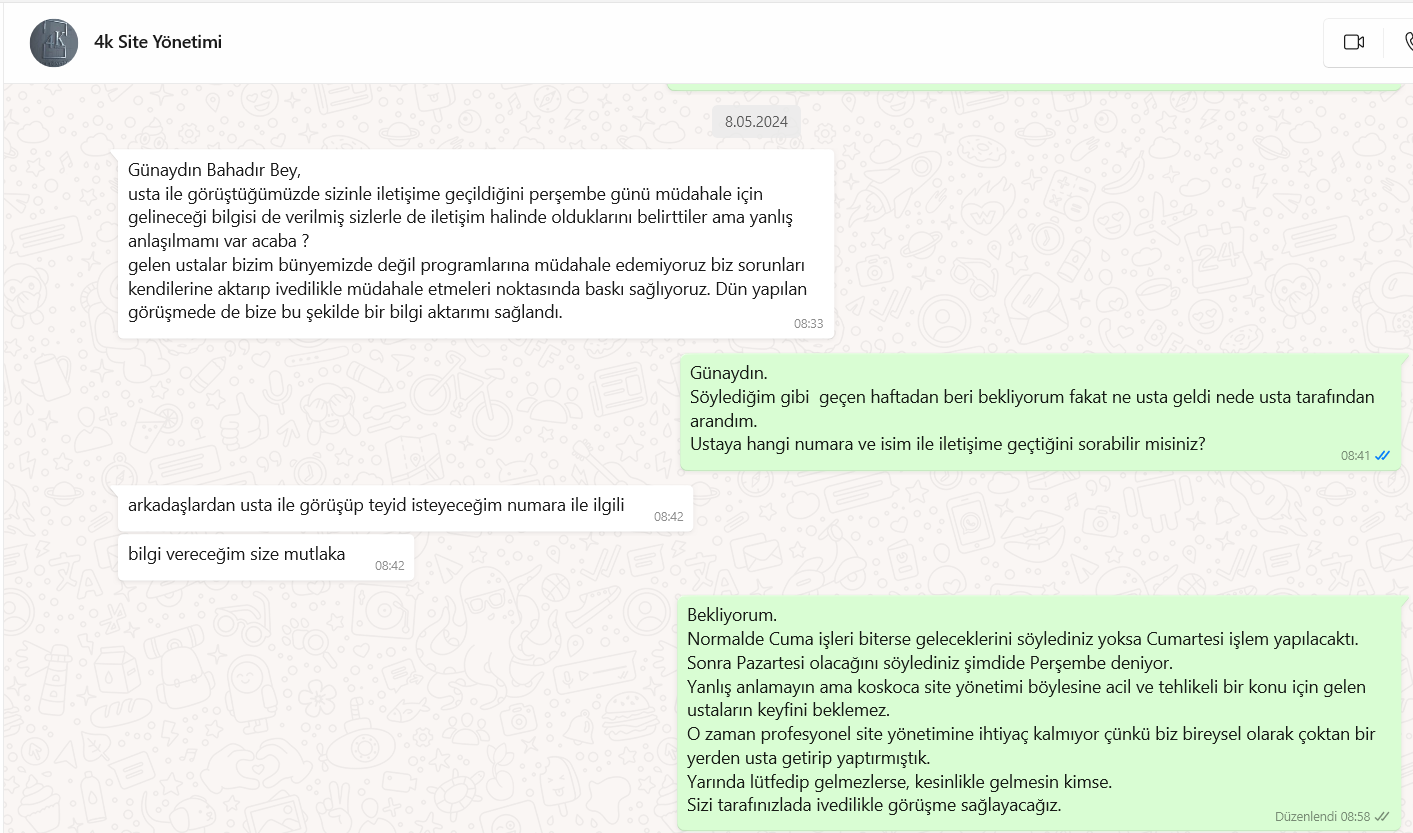 4k Site Yönetimi
8.05.2024
Günaydın Bahadır Bey,
usta ile görüştüğümüzde sizinle iletişime geçildiğini perşembe günü müdahale için
gelineceği bilgisi de verilmiş sizlerle de iletişim halinde olduklarını belirttiler ama yanlış
anlaşılmamı var acaba ?
gelen ustalar bizim bünyemizde değil programlarına müdahale edemiyoruz biz sorunları
kendilerine aktarıp ivedilikle müdahale etmeleri noktasında baskı sağlıyoruz. Dün yapılan
görüşmede de bize bu şekilde bir bilgi aktarımı sağlandı.
08:33
Günaydın.
Söylediğim gibi  geçen haftadan beri bekliyorum fakat ne usta geldi nede usta tarafından
arandım.
Ustaya hangi numara ve isim ile iletişime geçtiğini sorabilir misiniz?
08:41
arkadaşlardan usta ile görüşüp teyid isteyeceğim numara ile ilgili
08:42
bilgi vereceğim size mutlaka
08:42
Bekliyorum.
Normalde Cuma işleri biterse geleceklerini söylediniz yoksa Cumartesi işlem yapılacaktı.
Sonra Pazartesi olacağını söylediniz şimdide Perşembe deniyor.
Yanlış anlamayın ama koskoca site yönetimi böylesine acil ve tehlikeli bir konu için gelen
ustaların keyfini beklemez.
O zaman profesyonel site yönetimine ihtiyaç kalmıyor çünkü biz bireysel olarak çoktan bir
yerden usta getirip yaptırmıştık.
Yarında lütfedip gelmezlerse, kesinlikle gelmesin kimse.
Sizi tarafınızlada ivedilikle görüşme sağlayacağız.
Düzenlendi 08:58